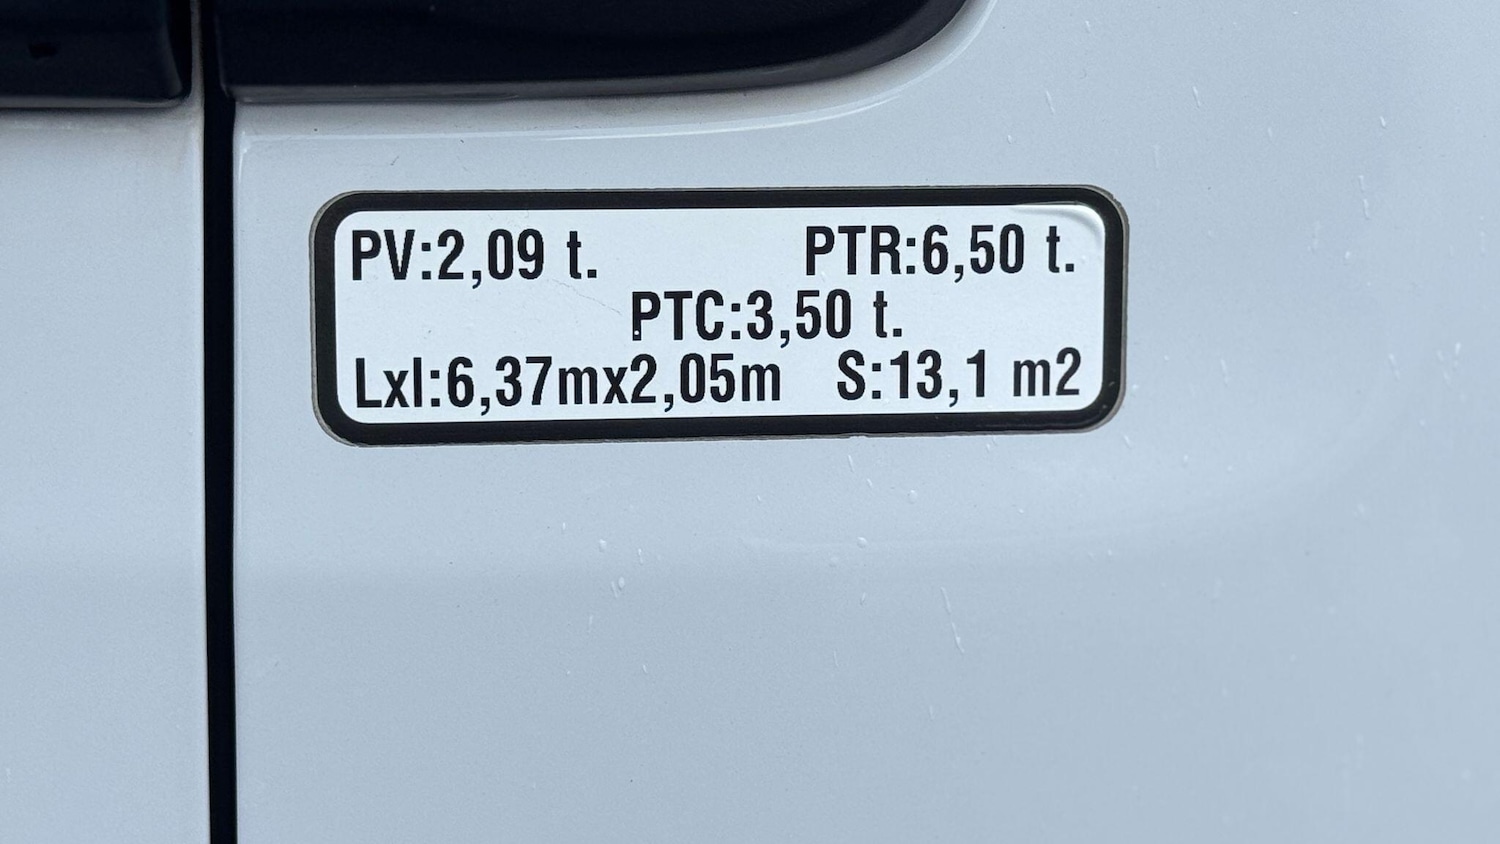 PV:2,09 t. PTR:6,50 t.
PTC:3,50 t.
Lxl:6,37mx2,05m S:13,1 m2